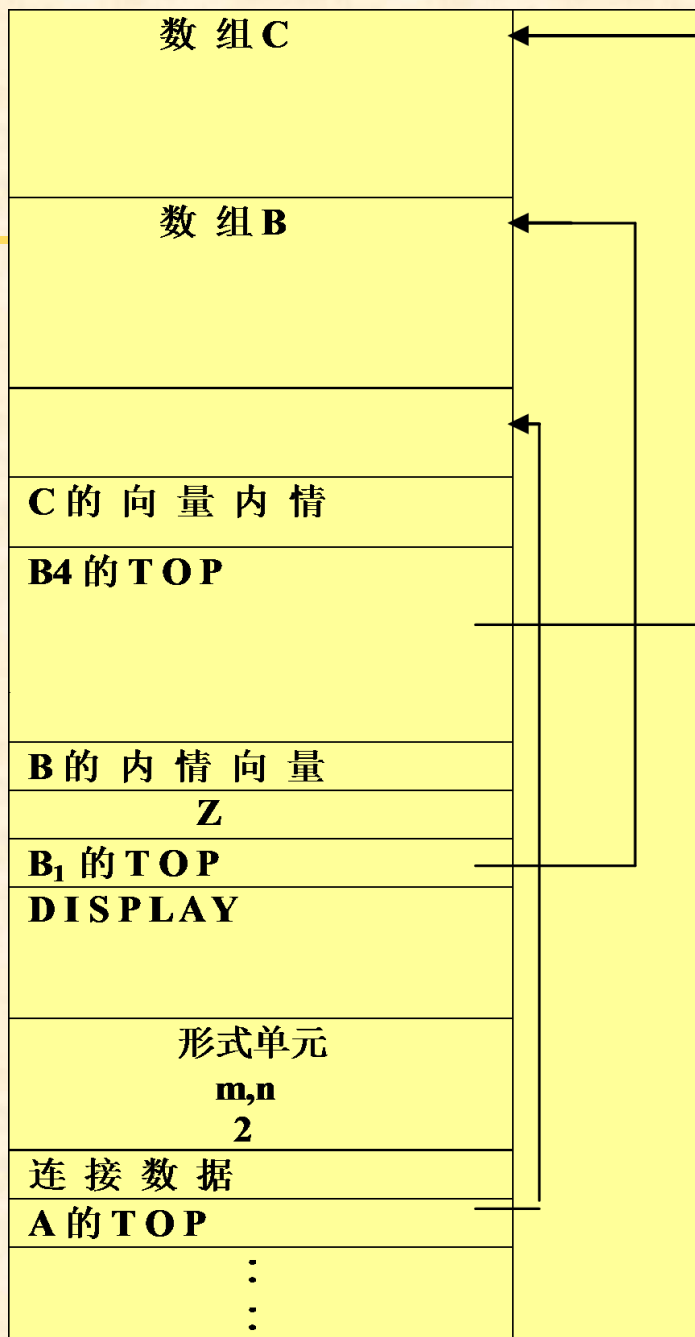 数 组 C
数 组 B
C 的 向 量 内 情
B4 的 T O P
B 的 内 情 向 量
Z
B₁ 的 T O P
D I S P L A Y
形式单元
m,n
2
连 接 数 据
A 的 T O P